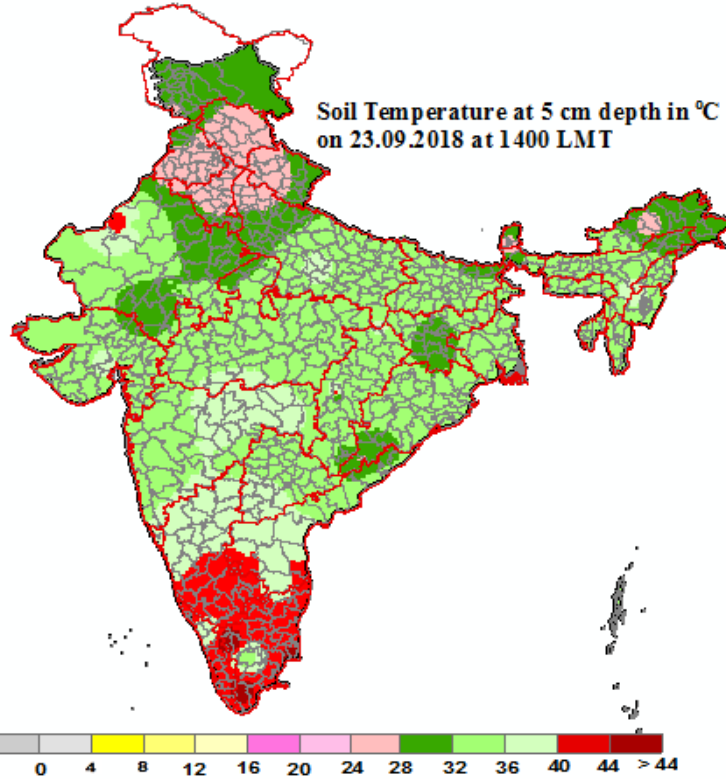 Soil Temperature at 5 cm depth in ⁰C
on 23.09.2018 at 1400 LMT
0 4 8 12 16 20 24 28 32 36 40 44 > 44